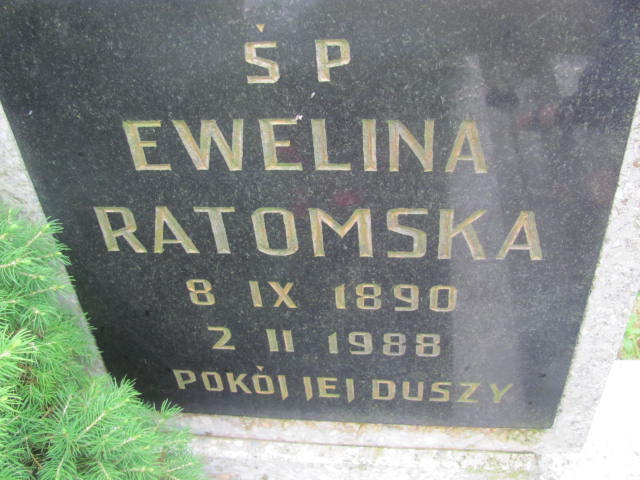 Ś P
EWELINA
RATOMSKA
8 IX 1890
2 II 1988
POKÓJ JEJ DUSZY